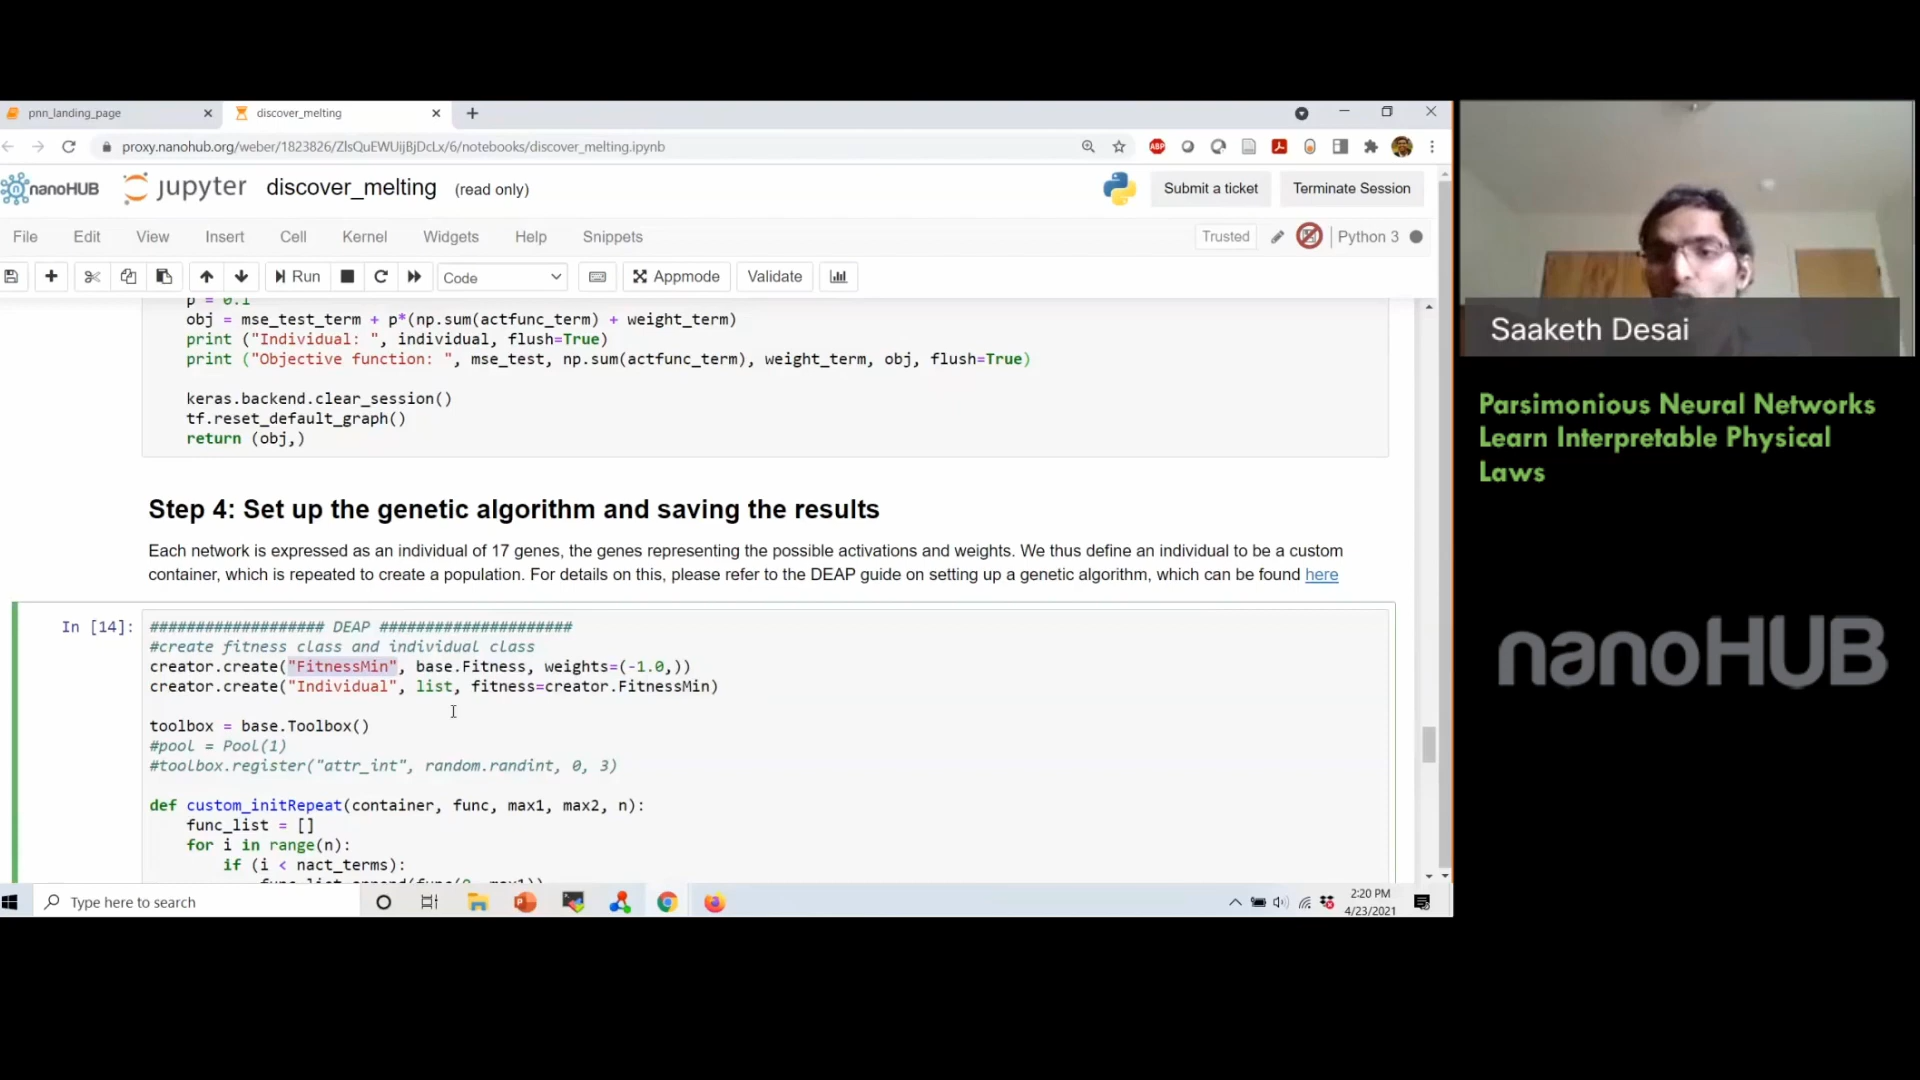 pnn_landing_page
discover_melting
proxy.nanohub.org/weber/1823826/ZlsQuEWUijBjDcLx/6/notebooks/discover_melting.ipynb
ABP
nanoHUB
jupyter
discover_melting
(read only)
Submit a ticket
Terminate Session
File Edit View Insert Cell Kernel Widgets Help Snippets
Trusted
Python 3
Run
Code
Appmode
Validate
p = 0.1
obj = mse_test_term + p*(np.sum(actfunc_term) + weight_term)
print ("Individual: ", individual, flush=True)
print ("Objective function: ", mse_test, np.sum(actfunc_term), weight_term, obj, flush=True)
keras.backend.clear_session()
tf.reset_default_graph()
return (obj,)
Step 4: Set up the genetic algorithm and saving the results
Each network is expressed as an individual of 17 genes, the genes representing the possible activations and weights. We thus define an individual to be a custom
container, which is repeated to create a population. For details on this, please refer to the DEAP guide on setting up a genetic algorithm, which can be found here
In [14]:
################### DEAP #####################
#create fitness class and individual class
creator.create("FitnessMin", base.Fitness, weights=(-1.0,))
creator.create("Individual", list, fitness=creator.FitnessMin)
toolbox = base.Toolbox()
#pool = Pool(1)
#toolbox.register("attr_int", random.randint, 0, 3)
def custom_initRepeat(container, func, max1, max2, n):
func_list = []
for i in range(n):
if (i < nact_terms):
func_list.append(func(0, max1))
Type here to search
2:20 PM
4/23/2021
Saaketh Desai
Parsimonious Neural Networks
Learn Interpretable Physical
Laws
nanoHUB